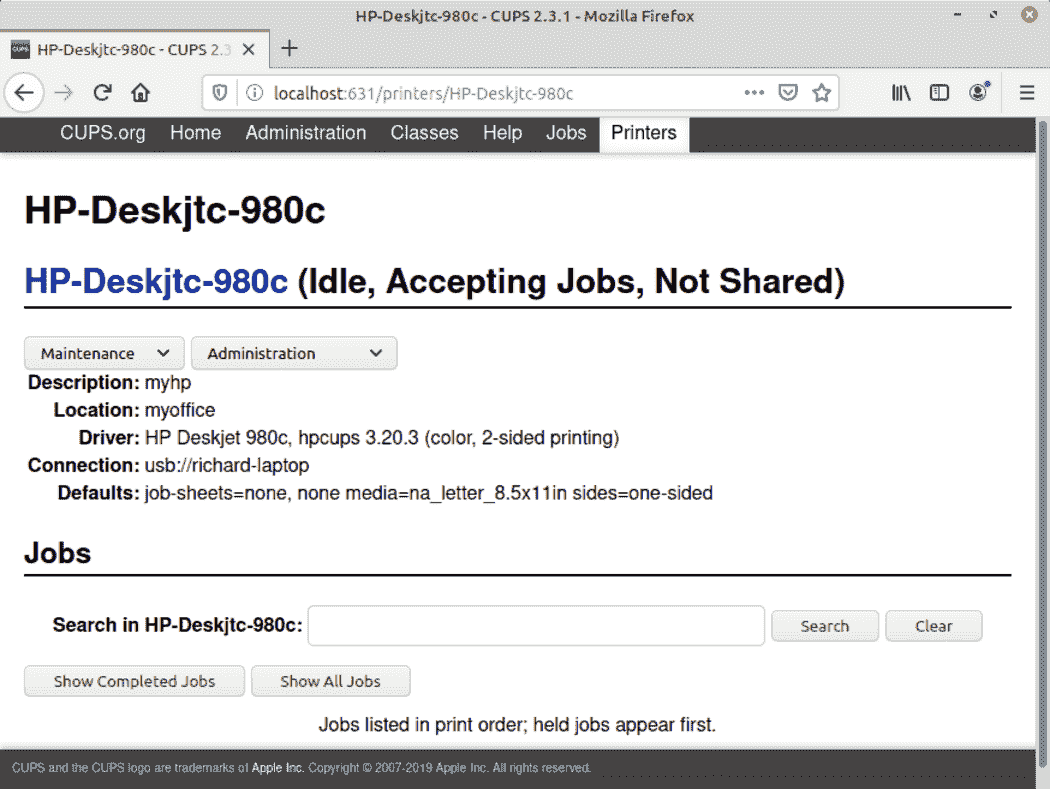 HP-Deskjtc-980c - CUPS 2.3.1 - Mozilla Firefox
CUPS HP-Deskjtc-980c - CUPS 2.3
localhost:631/printers/HP-Deskjtc-980c
CUPS.org Home Administration Classes Help Jobs Printers
HP-Deskjtc-980c
HP-Deskjtc-980c (Idle, Accepting Jobs, Not Shared)
Maintenance Administration
Description: myhp
Location: myoffice
Driver: HP Deskjet 980c, hpcups 3.20.3 (color, 2-sided printing)
Connection: usb://richard-laptop
Defaults: job-sheets=none, none media=na_letter_8.5x11in sides=one-sided
Jobs
Search in HP-Deskjtc-980c: Search Clear
Show Completed Jobs Show All Jobs
Jobs listed in print order; held jobs appear first.
CUPS and the CUPS logo are trademarks of Apple Inc. Copyright © 2007-2019 Apple Inc. All rights reserved.